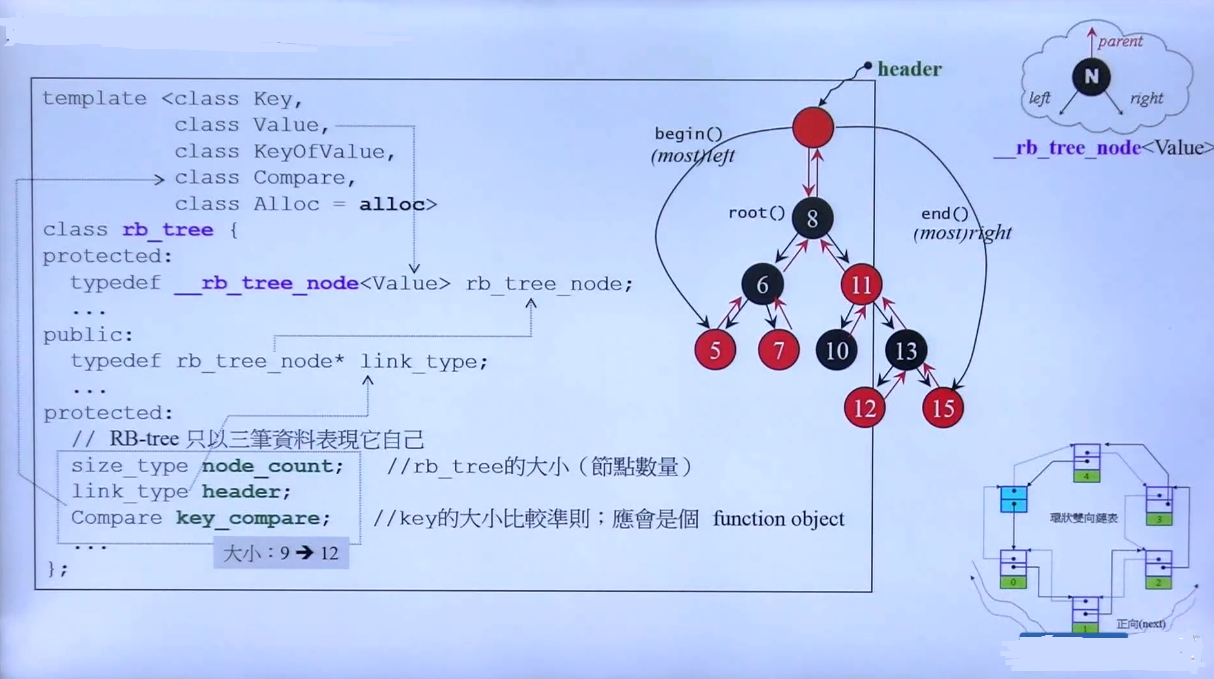 template <class Key,
class Value,
class KeyOfValue,
class Compare,
class Alloc = alloc>
class rb_tree {
protected:
typedef __rb_tree_node<Value> rb_tree_node;
...
public:
typedef rb_tree_node* link_type;
...
protected:
// RB-tree 只以三筆資料表現它自己
size_type node_count; //rb_tree的大小（節點數量）
link_type header;
Compare key_compare; //key的大小比較準則；應會是個 function object
...
大小：9 → 12
};
header
begin()
(most)left
root()
end()
(most)right
8
6
11
5
7
10
13
12
15
parent
N
left
right
__rb_tree_node<Value>
4
3
環狀雙向鏈表
0
2
1
正向(next)